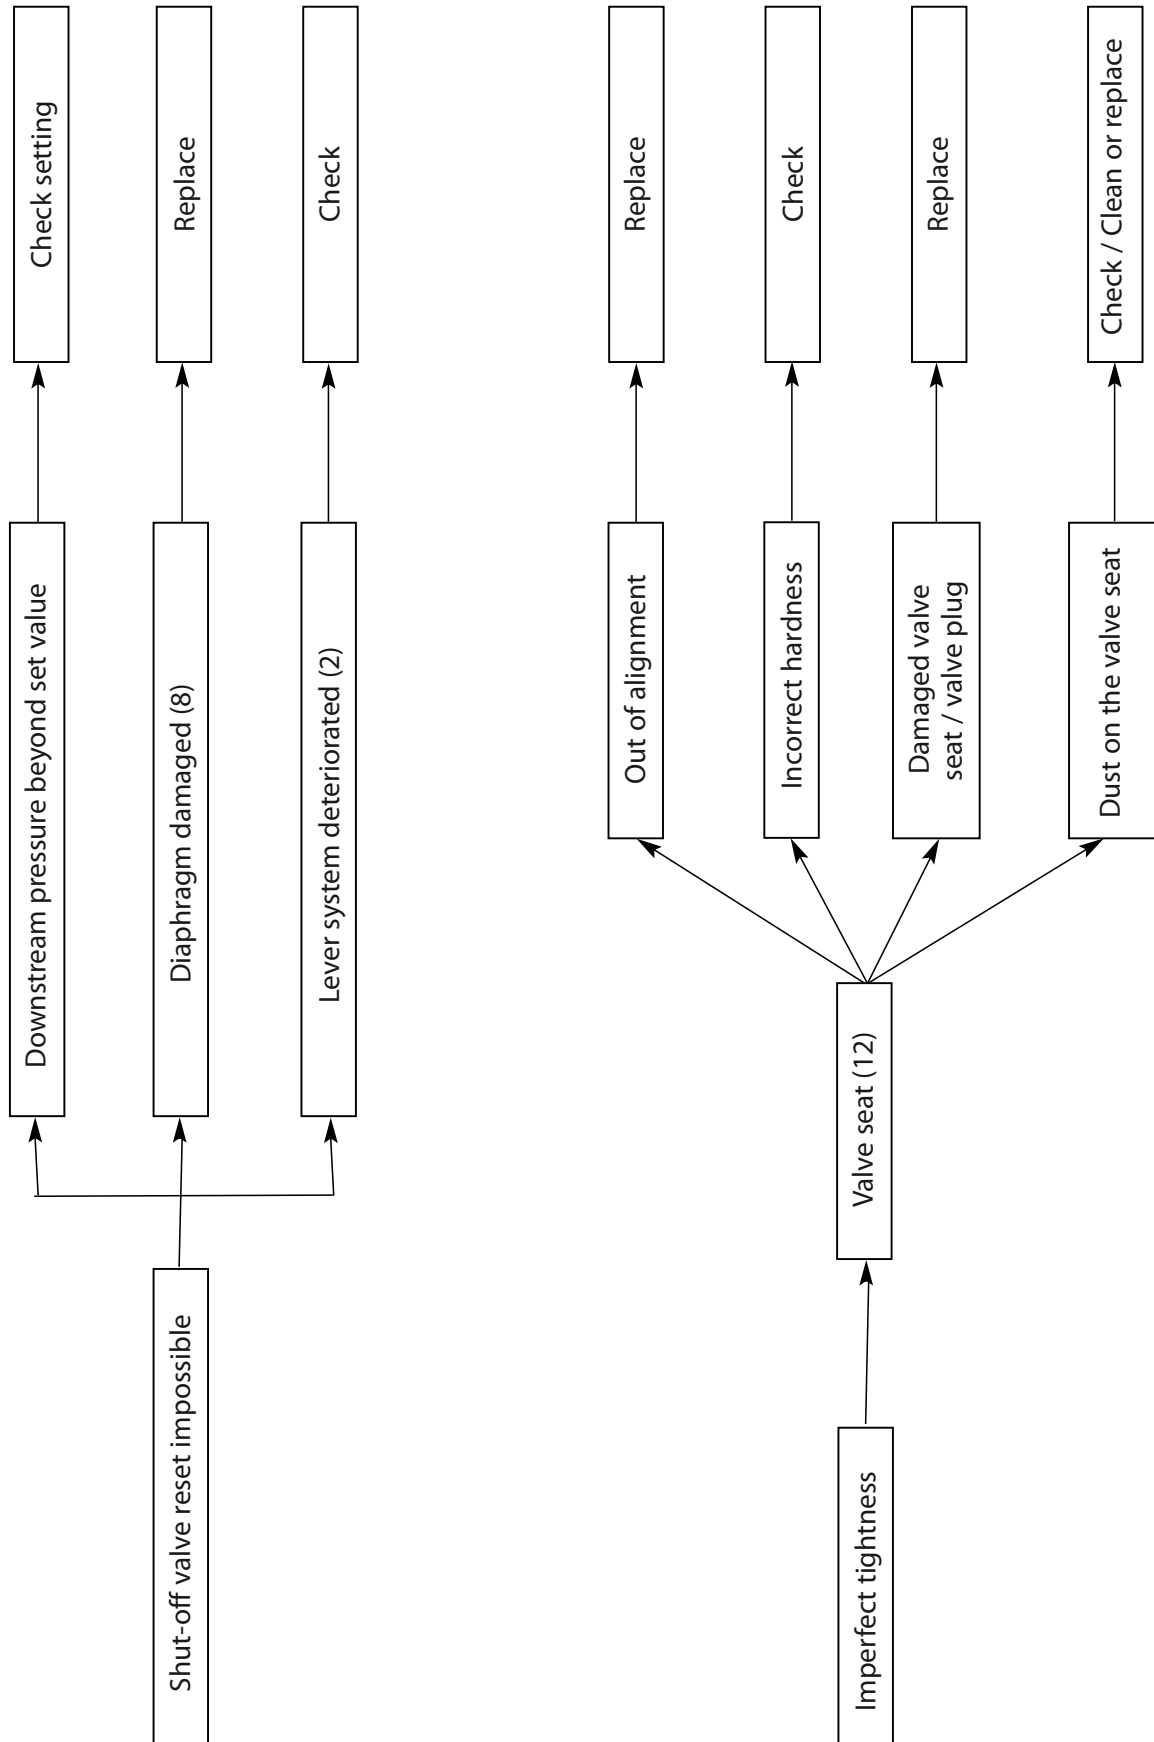 Shut-off valve reset impossible
Downstream pressure beyond set value
Check setting
Diaphragm damaged (8)
Replace
Lever system deteriorated (2)
Check
Imperfect tightness
Valve seat (12)
Out of alignment
Replace
Incorrect hardness
Check
Damaged valve
seat / valve plug
Replace
Dust on the valve seat
Check / Clean or replace